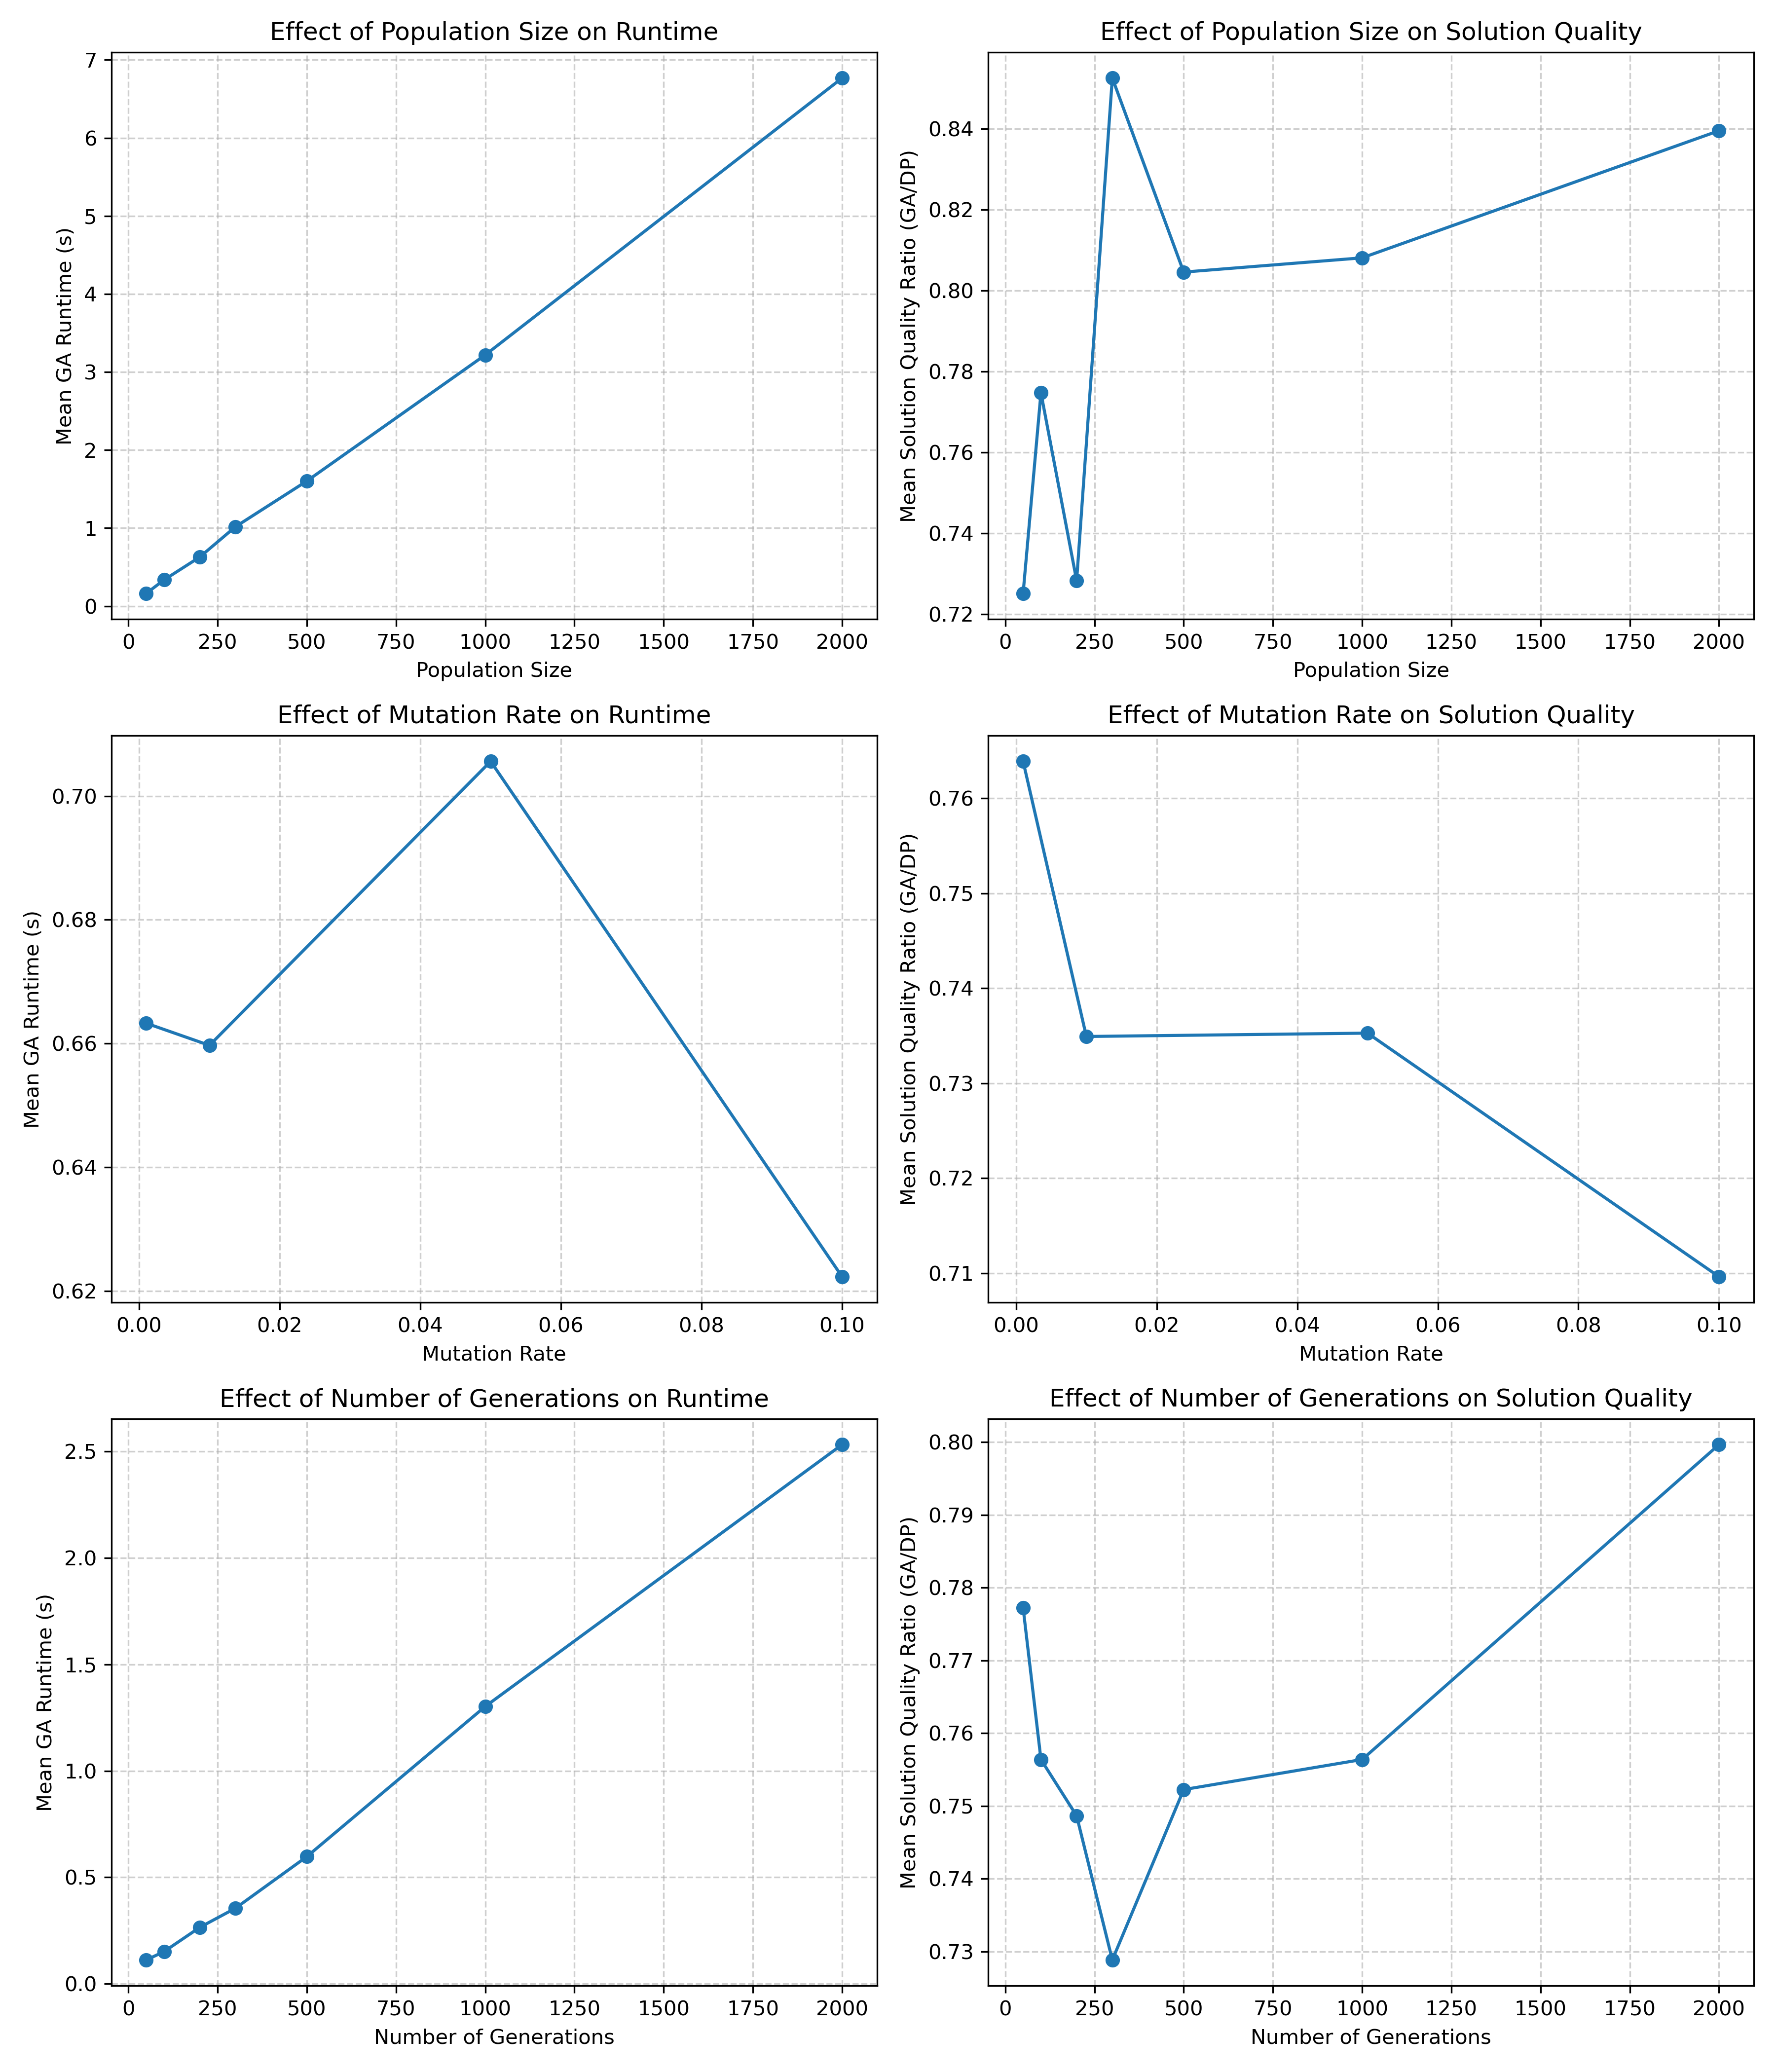 Effect of Population Size on Runtime
Mean GA Runtime (s)
7
6
5
4
3
2
1
0
0 250 500 750 1000 1250 1500 1750 2000
Population Size
Effect of Population Size on Solution Quality
Mean Solution Quality Ratio (GA/DP)
0.84
0.82
0.80
0.78
0.76
0.74
0.72
0 250 500 750 1000 1250 1500 1750 2000
Population Size
Effect of Mutation Rate on Runtime
Mean GA Runtime (s)
0.70
0.68
0.66
0.64
0.62
0.00 0.02 0.04 0.06 0.08 0.10
Mutation Rate
Effect of Mutation Rate on Solution Quality
Mean Solution Quality Ratio (GA/DP)
0.76
0.75
0.74
0.73
0.72
0.71
0.00 0.02 0.04 0.06 0.08 0.10
Mutation Rate
Effect of Number of Generations on Runtime
Mean GA Runtime (s)
2.5
2.0
1.5
1.0
0.5
0.0
0 250 500 750 1000 1250 1500 1750 2000
Number of Generations
Effect of Number of Generations on Solution Quality
Mean Solution Quality Ratio (GA/DP)
0.80
0.79
0.78
0.77
0.76
0.75
0.74
0.73
0 250 500 750 1000 1250 1500 1750 2000
Number of Generations